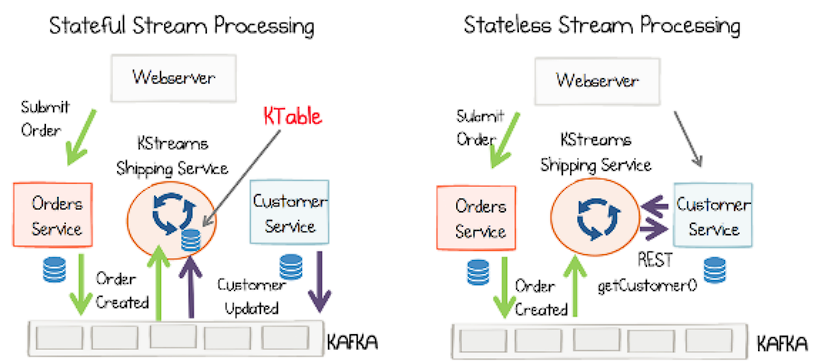 Stateful Stream Processing
Webserver
Submit
Order
KTable
KStreams
Shipping Service
Orders
Service
Customer
Service
Order
Created
Customer
Updated
KAFKA
Stateless Stream Processing
Webserver
Submit
Order
KStreams
Shipping Service
Orders
Service
Customer
Service
REST
getCustomer()
Order
Created
KAFKA